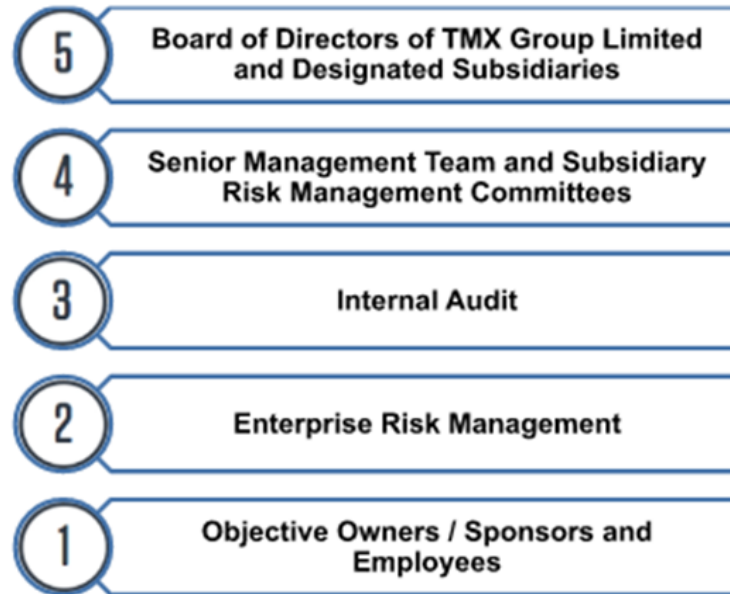 5
Board of Directors of TMX Group Limited
and Designated Subsidiaries
4
Senior Management Team and Subsidiary
Risk Management Committees
3
Internal Audit
2
Enterprise Risk Management
1
Objective Owners / Sponsors and
Employees